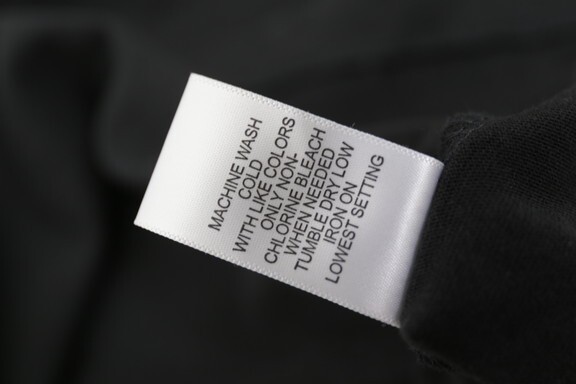 MACHINE WASH
COLD
WITH LIKE COLORS
ONLY NON-
CHLORINE BLEACH
WHEN NEEDED
TUMBLE DRY LOW
IRON ON
LOWEST SETTING